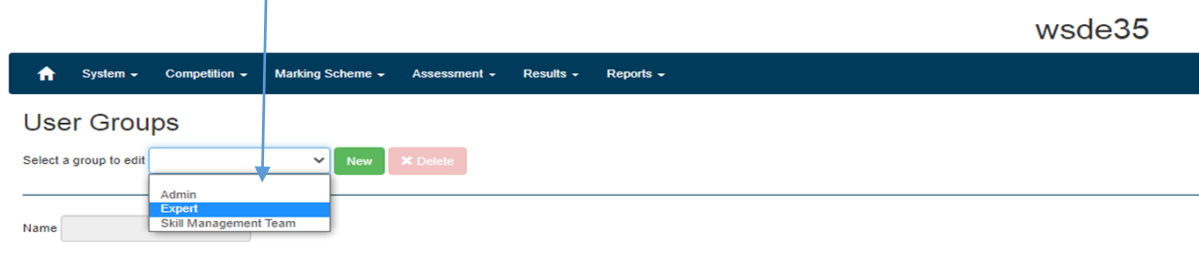 wsde35
System Competition Marking Scheme Assessment Results Reports
User Groups
Select a group to edit New Delete
Admin
Expert
Skill Management Team
Name